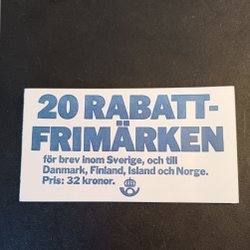 20 RABATT-
FRIMÄRKEN
för brev inom Sverige, och till
Danmark, Finland, Island och Norge.
Pris: 32 kronor.